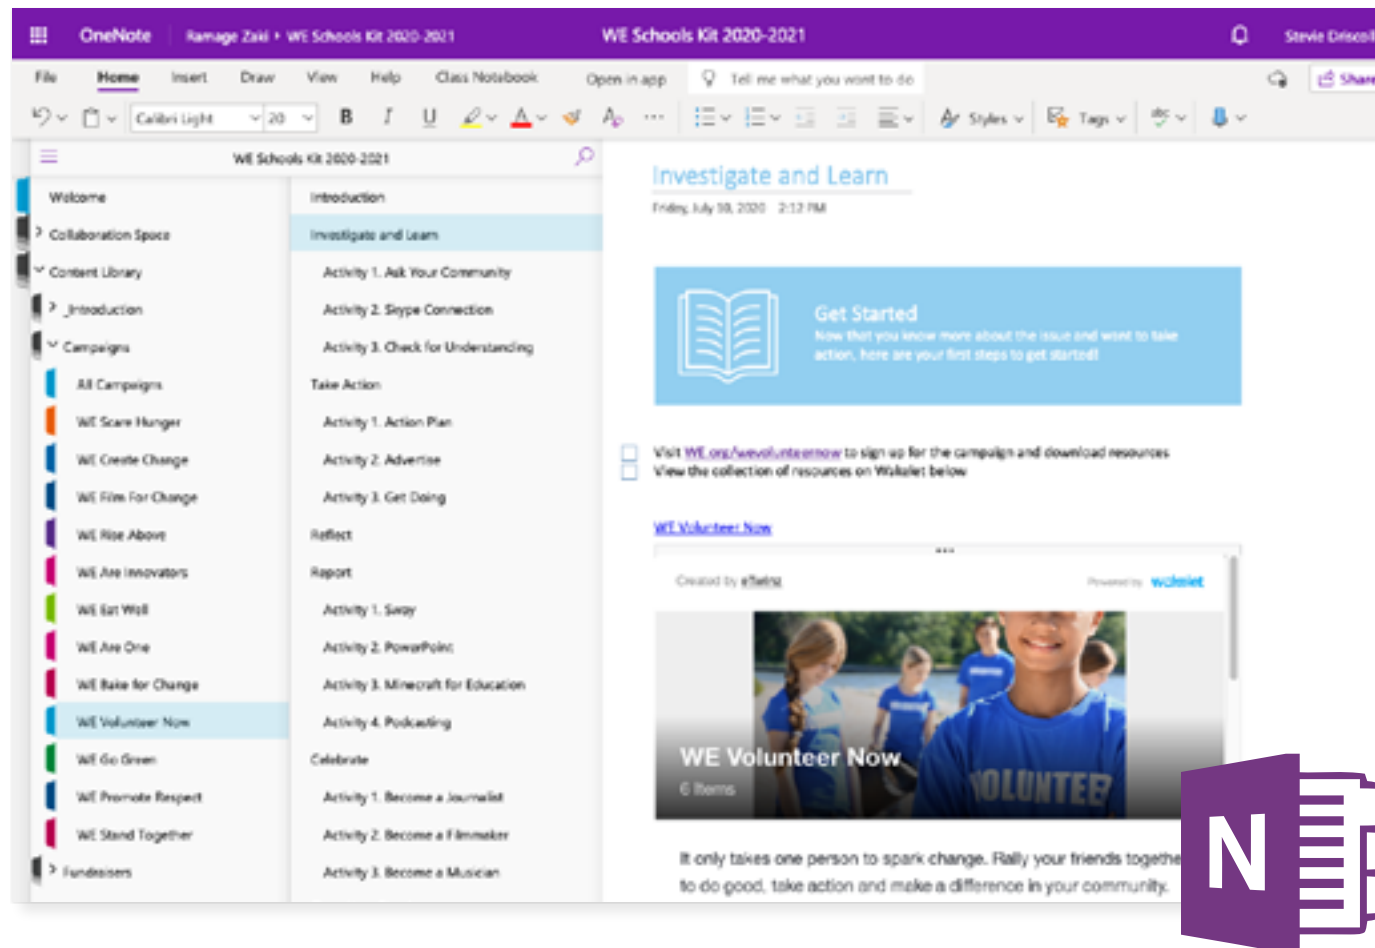 OneNote
Ramage Zaki › WE Schools Kit 2020-2021
WE Schools Kit 2020-2021
Stevie Driscoll
File Home Insert Draw View Help Class Notebook Open in app Tell me what you want to do Share
Calibri Light 20 B I U A Styles Tags
WE Schools Kit 2020-2021
Welcome
Collaboration Space
Content Library
_Introduction
Campaigns
All Campaigns
WE Scare Hunger
WE Create Change
WE Film For Change
WE Rise Above
WE Are Innovators
WE Eat Well
WE Are One
WE Bake for Change
WE Volunteer Now
WE Go Green
WE Promote Respect
WE Stand Together
Fundraisers
Introduction
Investigate and Learn
Activity 1. Ask Your Community
Activity 2. Skype Connection
Activity 3. Check for Understanding
Take Action
Activity 1. Action Plan
Activity 2. Advertise
Activity 3. Get Doing
Reflect
Report
Activity 1. Sway
Activity 2. PowerPoint
Activity 3. Minecraft for Education
Activity 4. Podcasting
Celebrate
Activity 1. Become a Journalist
Activity 2. Become a Filmmaker
Activity 3. Become a Musician
Investigate and Learn
Friday, July 10, 2020 2:12 PM
Get Started
Now that you know more about the issue and want to take
action, here are your first steps to get started!
Visit WE.org/wevolunteernow to sign up for the campaign and download resources
View the collection of resources on Wakelet below
WE Volunteer Now
Created by eTwinz
Powered by wakelet
VOLUNTEER
WE Volunteer Now
6 Items
It only takes one person to spark change. Rally your friends togethe
to do good, take action and make a difference in your community.
N